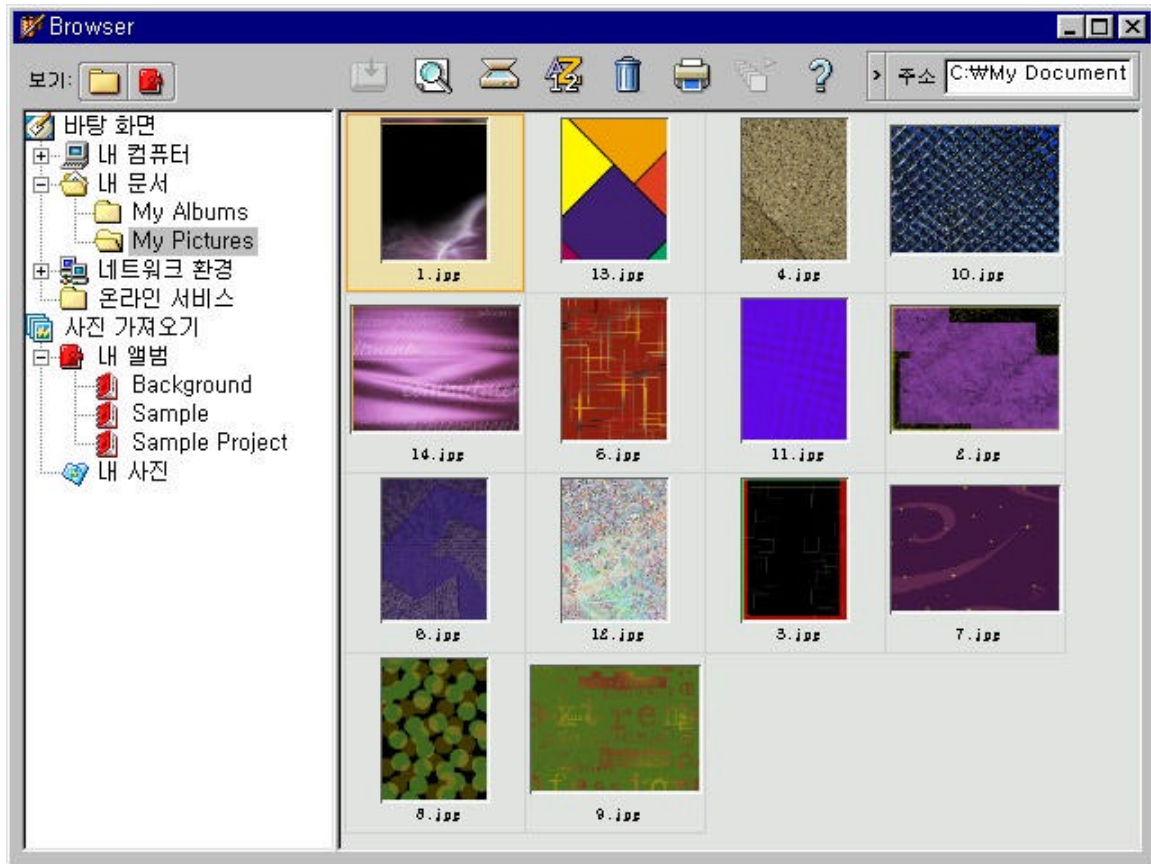 Browser
보기:
주소 C:₩My Document
바탕 화면
내 컴퓨터
내 문서
My Albums
My Pictures
네트워크 환경
온라인 서비스
사진 가져오기
내 앨범
Background
Sample
Sample Project
내 사진
1.jpg
13.jpg
4.jpg
10.jpg
14.jpg
5.jpg
11.jpg
2.jpg
6.jpg
12.jpg
3.jpg
7.jpg
8.jpg
9.jpg